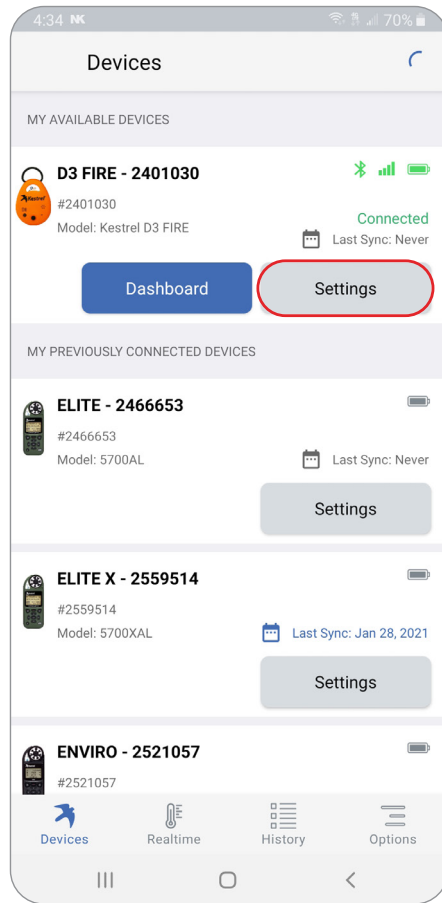 4:34 NK 70%
Devices
MY AVAILABLE DEVICES
D3 FIRE - 2401030
#2401030
Model: Kestrel D3 FIRE
Connected
Last Sync: Never
Kestrel
Dashboard
Settings
MY PREVIOUSLY CONNECTED DEVICES
ELITE - 2466653
#2466653
Model: 5700AL
Last Sync: Never
Settings
ELITE X - 2559514
#2559514
Model: 5700XAL
Last Sync: Jan 28, 2021
Settings
ENVIRO - 2521057
#2521057
Devices
Realtime
History
Options